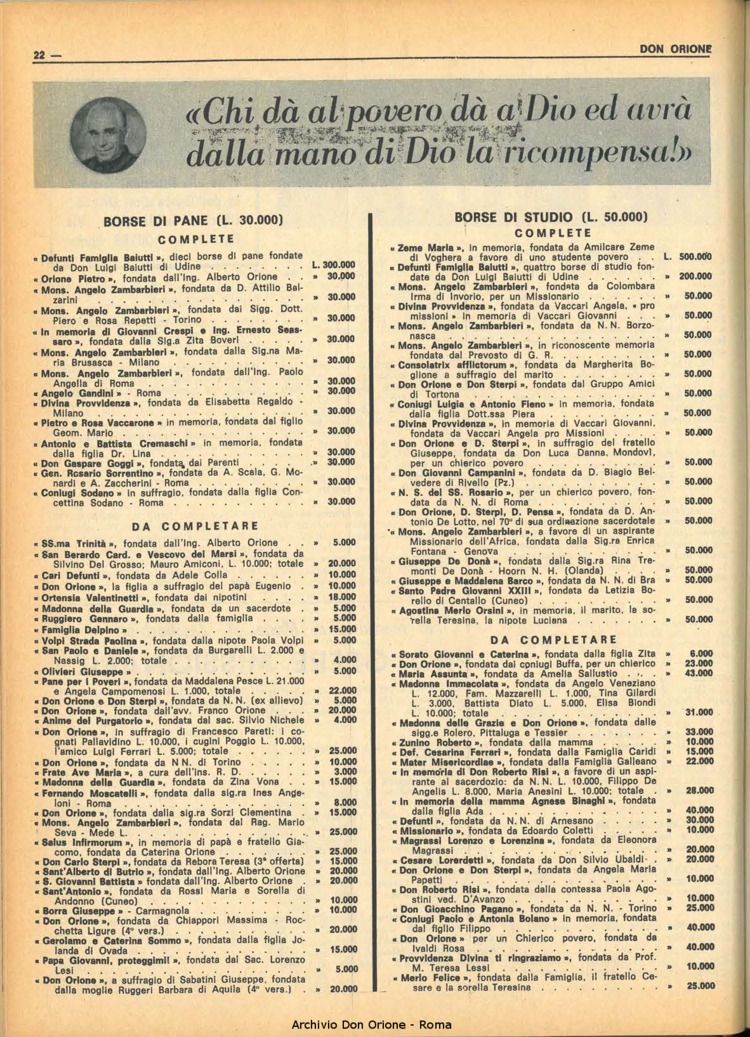 22 —
DON ORIONE
«Chi dà al povero dà a Dio ed avrà
dalla mano di Dio la ricompensa!»
BORSE DI PANE (L. 30.000)
COMPLETE
« Defunti Famiglia Baiutti », dieci borse di pane fondate
da Don Luigi Baiutti di Udine . . . . . . . . L. 300.000
« Orione Pietro », fondata dall'Ing. Alberto Orione . . » 30.000
« Mons. Angelo Zambarbieri », fondata da D. Attilio Bel-
zarini . . . . . . . . » 30.000
« Mons. Angelo Zambarbieri », fondata dai Sigg. Dott.
Piero e Rosa Repetti - Torino . . . . . . . . » 30.000
« In memoria di Giovanni Crespi e Ing. Ernesto Seas-
saro », fondata dalla Sig.a Zita Boveri . . . . » 30.000
« Mons. Angelo Zambarbieri », fondata dalla Sig.na Ma-
ria Brusasca - Milano . . . . . . . . » 30.000
« Mons. Angelo Zambarbieri », fondata dall'Ing. Paolo
Angella di Roma . . . . . . . . » 30.000
« Angelo Gandini » - Roma . . . . . . . . » 30.000
« Divina Provvidenza », fondata da Elisabetta Regaldo -
Milano . . . . . . . . » 30.000
« Pietro e Rosa Vaccarone » in memoria, fondata dal figlio
Geom. Mario . . . . . . . . » 30.000
« Antonio e Battista Cremaschi » in memoria, fondata
dalla figlia Dr. Lina . . . . . . . . » 30.000
« Don Gaspare Goggi », fondata dai Parenti . . . . » 30.000
« Gen. Rosario Sorrentino », fondata da A. Scala, G. Mo-
nardi e A. Zaccherini - Roma . . . . . . . . » 30.000
« Coniugi Sodano » in suffragio, fondata dalla figlia Con-
cettina Sodano - Roma . . . . . . . . » 30.000
DA COMPLETARE
« SS.ma Trinità », fondata dall'Ing. Alberto Orione . . » 5.000
« San Berardo Card. e Vescovo dei Marsi », fondata da
Silvino Del Grosso; Mauro Amiconi, L. 10.000; totale » 20.000
« Cari Defunti », fondata da Adele Colla . . . . » 10.000
« Don Orione », la figlia a suffragio del papà Eugenio . » 10.000
« Ortensia Valentinetti », fondata dai nipotini . . » 18.000
« Madonna della Guardia », fondata da un sacerdote . » 5.000
« Ruggiero Gennaro », fondata dalla famiglia . . . . » 5.000
« Famiglia Delpino » . . . . . . . . » 15.000
« Volpi Strada Paolina », fondata dalla nipote Paola Volpi » 5.000
« San Paolo e Daniele », fondata da Burgarelli L. 2.000 e
Nassig L. 2.000; totale . . . . . . . . » 4.000
« Olivieri Giuseppe » . . . . . . . . » 5.000
« Pane per i Poveri », fondata da Maddalena Pesce L. 21.000
e Angela Campomenosi L. 1.000, totale . . . . » 22.000
« Don Orione e Don Sterpi », fondata da N. N. (ex allievo) » 5.000
« Don Orione », fondata dall'avv. Franco Orione . . » 20.000
« Anime del Purgatorio », fondata dal sac. Silvio Nichele » 4.000
« Don Orione », in suffragio di Francesco Pareti: i co-
gnati Pallavidino L. 10.000, i cugini Poggio L. 10.000,
l'amico Luigi Ferrari L. 5.000; totale . . . . » 25.000
« Don Orione », fondata da NN. di Torino . . . . » 10.000
« Frate Ave Maria », a cura dell'Ins. R. D. . . . . » 3.000
« Madonna della Guardia », fondata da Zina Vona . . » 15.000
« Fernando Moscatelli », fondata dalla sig.ra Ines Ange-
loni - Roma . . . . . . . . » 8.000
« Don Orione », fondata dalla sig.ra Sorzi Clementina . » 15.000
« Mons. Angelo Zambarbieri », fondata dal Rag. Mario
Seva - Mede L. . . . . . . . . » 25.000
« Salus Infirmorum », in memoria di papà e fratello Gia-
como, fondata da Caterina Orione . . . . » 25.000
« Don Carlo Sterpi », fondata da Rebora Teresa (3ª offerta) » 15.000
« Sant'Alberto di Butrio », fondata dall'Ing. Alberto Orione » 20.000
« S. Giovanni Battista » fondata dall'Ing. Alberto Orione » 20.000
« Sant'Antonio », fondata da Rossi Maria e Sorella di
Andonno (Cuneo) . . . . . . . . » 10.000
« Borra Giuseppe » - Carmagnola . . . . » 10.000
« Don Orione », fondata da Chiappori Massima - Roc-
chetta Ligure (4º vers.) . . . . . . . . » 20.000
« Gerolamo e Caterina Sommo », fondata dalla figlia Jo-
landa di Ovada . . . . . . . . » 15.000
« Papa Giovanni, proteggimi! » fondata dal Sac. Lorenzo
Lesi . . . . . . . . » 5.000
« Don Orione », a suffragio di Sabatini Giuseppe, fondata
dalla moglie Ruggeri Barbara di Aquila (4º vers.) . » 20.000
BORSE DI STUDIO (L. 50.000)
COMPLETE
« Zeme Maria », in memoria, fondata da Amilcare Zeme
di Voghera a favore di uno studente povero . . L. 500.000
« Defunti Famiglia Baiutti », quattro borse di studio fon-
date da Don Luigi Baiutti di Udine . . . . » 200.000
« Mons. Angelo Zambarbieri », fondata da Colombara
Irma di Invorio, per un Missionario . . . . » 50.000
« Divina Provvidenza », fondata da Vaccari Angela, « pro
missioni » in memoria di Vaccari Giovanni . . » 50.000
« Mons. Angelo Zambarbieri », fondata da N. N. Borzo-
nasca . . . . . . . . » 50.000
« Mons. Angelo Zambarbieri », in riconoscente memoria
fondata dal Prevosto di G. R. . . . . » 50.000
« Consolatrix afflictorum », fondata da Margherita Bo-
glione a suffragio del marito . . . . » 50.000
« Don Orione e Don Sterpi », fondata dal Gruppo Amici
di Tortona . . . . . . . . » 50.000
« Coniugi Luigia e Antonio Fieno » in memoria, fondata
dalla figlia Dott.ssa Piera . . . . » 50.000
« Divina Provvidenza », in memoria di Vaccari Giovanni,
fondata da Vaccari Angela pro Missioni . . . . » 50.000
« Don Orione e D. Sterpi », in suffragio del fratello
Giuseppe, fondata da Don Luca Danna, Mondovì,
per un chierico povero . . . . » 50.000
« Don Giovanni Campanini », fondata da D. Biagio Bel-
vedere di Rivello (Pz.) . . . . » 50.000
« N. S. del SS. Rosario », per un chierico povero, fon-
data da N. N. di Roma . . . . » 50.000
« Don Orione, D. Sterpi, D. Pensa », fondata da D. An-
tonio De Lotto, nel 70º di sua ordinazione sacerdotale » 50.000
« Mons. Angelo Zambarbieri », a favore di un aspirante
Missionario dell'Africa, fondata dalla Sig.ra Enrica
Fontana - Genova . . . . » 50.000
« Giuseppe De Donà », fondata dalla Sig.ra Rina Tre-
monti De Donà - Hoorn N. H. (Olanda) . . . . » 50.000
« Giuseppe e Maddalena Barco », fondata da N. N. di Bra » 50.000
« Santo Padre Giovanni XXIII », fondata da Letizia Bo-
rello di Centallo (Cuneo) . . . . » 50.000
« Agostina Merlo Orsini », in memoria, il marito, la so-
rella Teresina, la nipote Luciana . . . . » 50.000
DA COMPLETARE
« Sorato Giovanni e Caterina », fondata dalla figlia Zita » 6.000
« Don Orione », fondata dai coniugi Buffa, per un chierico » 23.000
« Maria Assunta », fondata da Amelia Sallustio . . . » 43.000
« Madonna Immacolata », fondata da Angelo Veneziano
L. 12.000, Fam. Mazzarelli L. 1.000, Tina Gilardi
L. 3.000, Battista Diato L. 5.000, Elisa Biondi
L. 10.000; totale . . . . » 31.000
« Madonna delle Grazie e Don Orione », fondata dalle
sigg.e Rolero, Pittaluga e Tessier . . . . » 33.000
« Zunino Roberto », fondata dalla mamma . . . . » 10.000
« Def. Cesarina Ferrari », fondata dalla Famiglia Caridi » 15.000
« Mater Misericordiae », fondata dalla Famiglia Galleano » 22.000
« In memoria di Don Roberto Risi », a favore di un aspi-
rante al sacerdozio: da N. N. L. 10.000, Filippo De
Angelis L. 8.000, Maria Anesini L. 10.000; totale . » 28.000
« In memoria della mamma Agnese Binaghi », fondata
dalla figlia Ada . . . . » 40.000
« Defunti », fondata da N. N. di Arnesano . . . . » 30.000
« Missionario », fondata da Edoardo Coletti . . . . » 10.000
« Magrassi Lorenzo e Lorenzina », fondata da Eleonora
Magrassi . . . . » 20.000
« Cesare Lorerdetti », fondata da Don Silvio Ubaldi . » 20.000
« Don Orione e Don Sterpi », fondata da Angela Maria
Papetti . . . . » 10.000
« Don Roberto Risi », fondata dalla contessa Paola Ago-
stini ved. D'Avanzo . . . . » 10.000
« Don Gioacchino Pagano », fondata da N. N. - Torino » 25.000
« Coniugi Paolo e Antonia Bolano » in memoria, fondata
dal figlio Filippo . . . . » 40.000
« Don Orione » per un Chierico povero, fondata da
Ivaldi Rosa . . . . » 40.000
« Provvidenza Divina ti ringraziamo », fondata da Prof.
M. Teresa Lessi . . . . » 10.000
« Merlo Felice », fondata dalla Famiglia, il fratello Ce-
sare e la sorella Teresina . . . . » 25.000
Archivio Don Orione - Roma